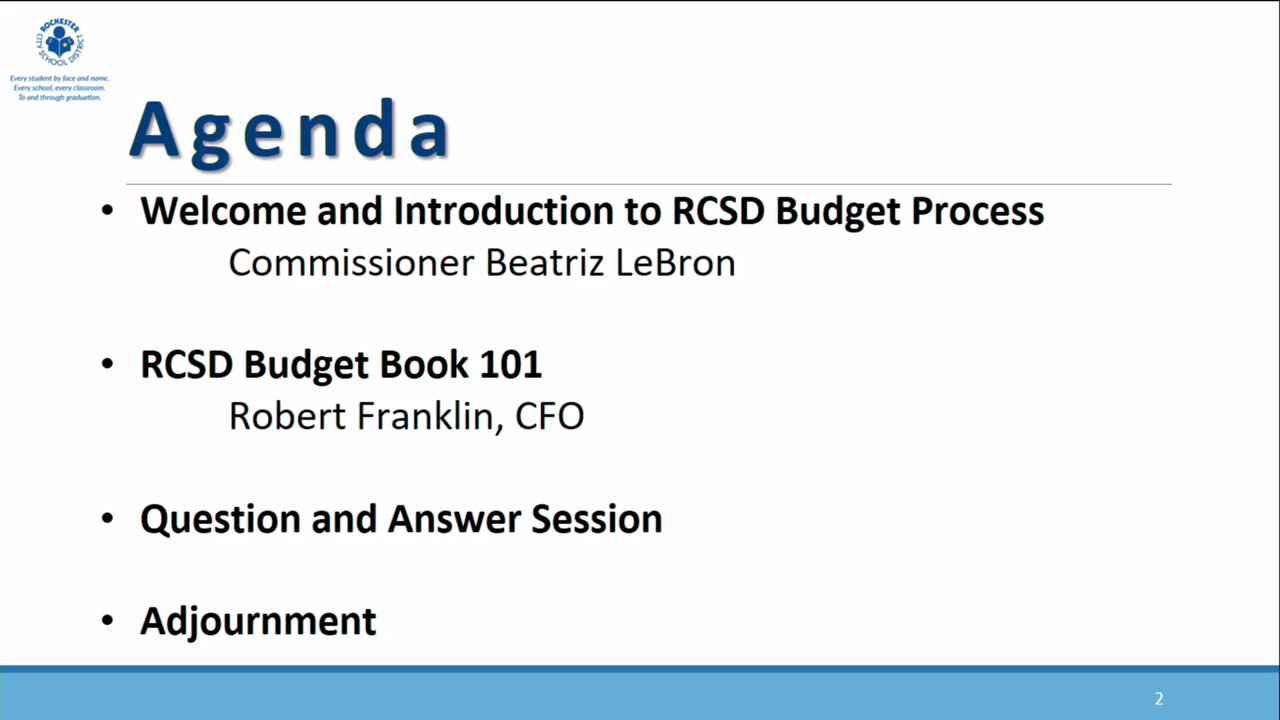 ROCHESTER
CITY SCHOOL DISTRICT
Every student by face and name.
Every school, every classroom.
To and through graduation.
Agenda
• Welcome and Introduction to RCSD Budget Process
Commissioner Beatriz LeBron
• RCSD Budget Book 101
Robert Franklin, CFO
• Question and Answer Session
• Adjournment
2